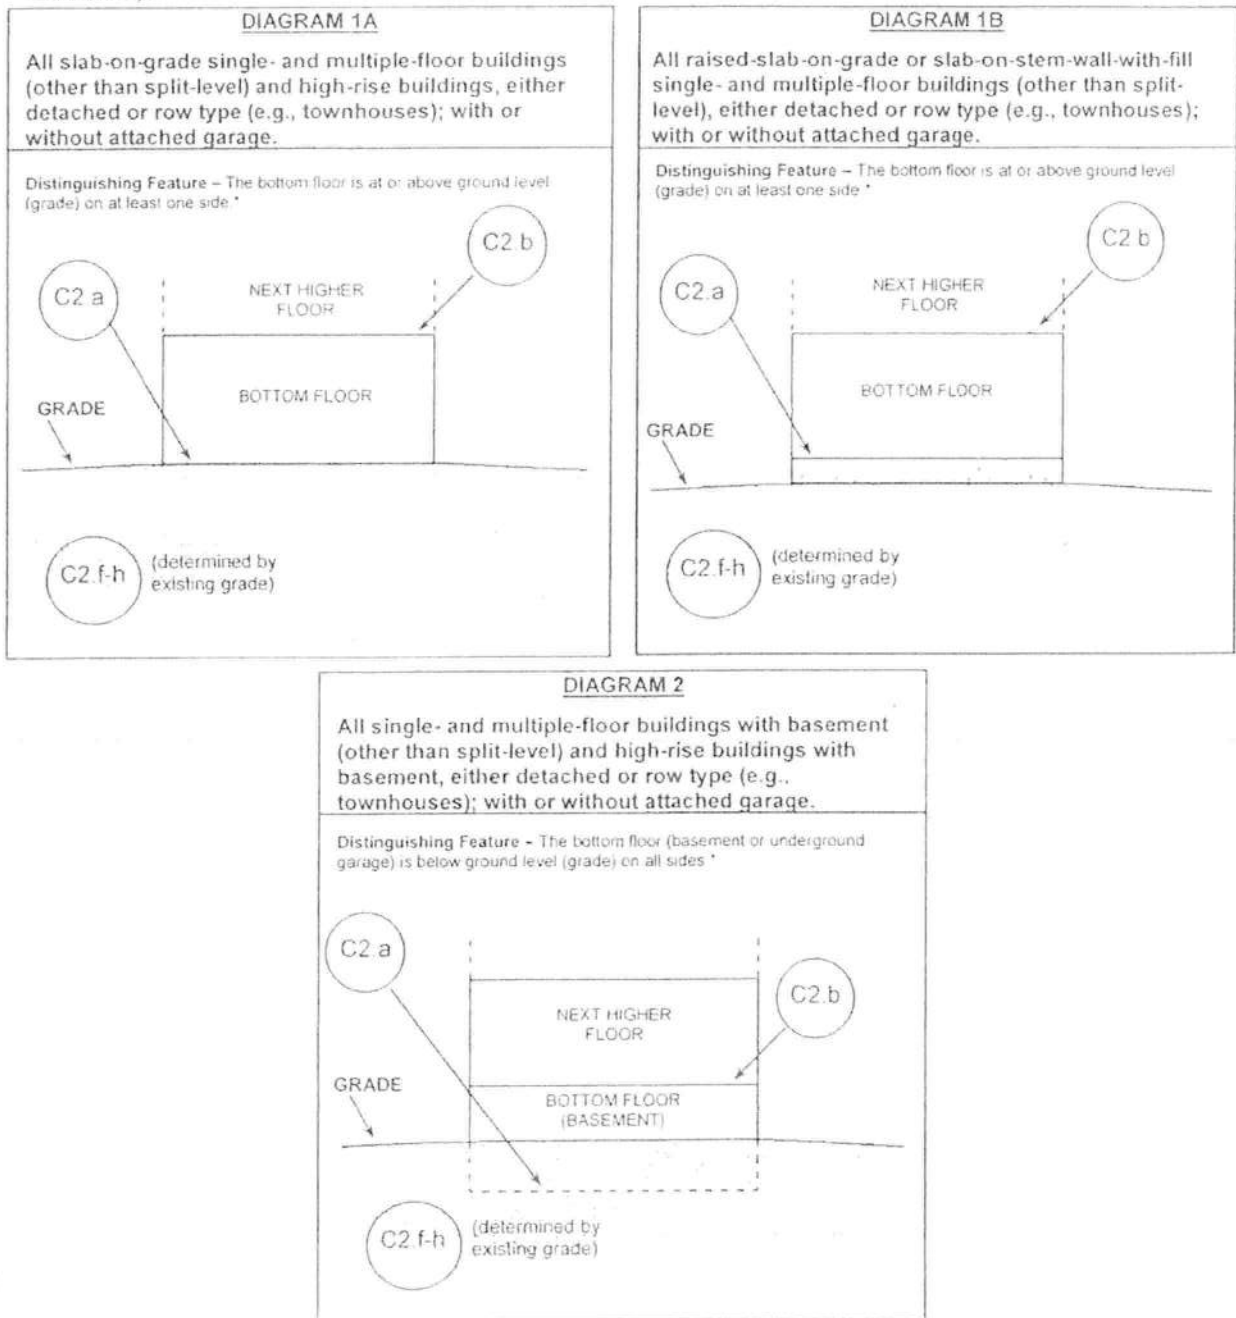 DIAGRAM 1A
All slab-on-grade single- and multiple-floor buildings
(other than split-level) and high-rise buildings, either
detached or row type (e.g., townhouses); with or
without attached garage.
Distinguishing Feature – The bottom floor is at or above ground level
(grade) on at least one side *
C2.b
C2.a
NEXT HIGHER
FLOOR
BOTTOM FLOOR
GRADE
C2.f-h
(determined by
existing grade)
DIAGRAM 1B
All raised-slab-on-grade or slab-on-stem-wall-with-fill
single- and multiple-floor buildings (other than split-
level), either detached or row type (e.g., townhouses);
with or without attached garage.
Distinguishing Feature – The bottom floor is at or above ground level
(grade) on at least one side *
C2.b
C2.a
NEXT HIGHER
FLOOR
BOTTOM FLOOR
GRADE
C2.f-h
(determined by
existing grade)
DIAGRAM 2
All single- and multiple-floor buildings with basement
(other than split-level) and high-rise buildings with
basement, either detached or row type (e.g.,
townhouses); with or without attached garage.
Distinguishing Feature – The bottom floor (basement or underground
garage) is below ground level (grade) on all sides *
C2.a
C2.b
NEXT HIGHER
FLOOR
GRADE
BOTTOM FLOOR
(BASEMENT)
C2.f-h
(determined by
existing grade)